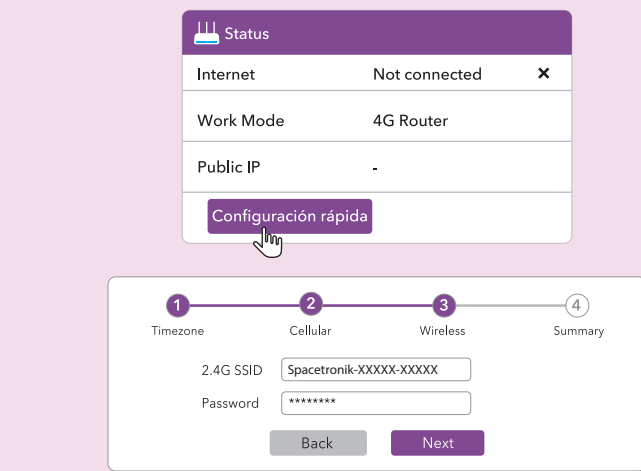 Status
Internet Not connected ×
Work Mode 4G Router
Public IP -
Configuración rápida
1 2 3 4
Timezone Cellular Wireless Summary
2.4G SSID Spacetronik-XXXXX-XXXXX
Password ********
Back Next